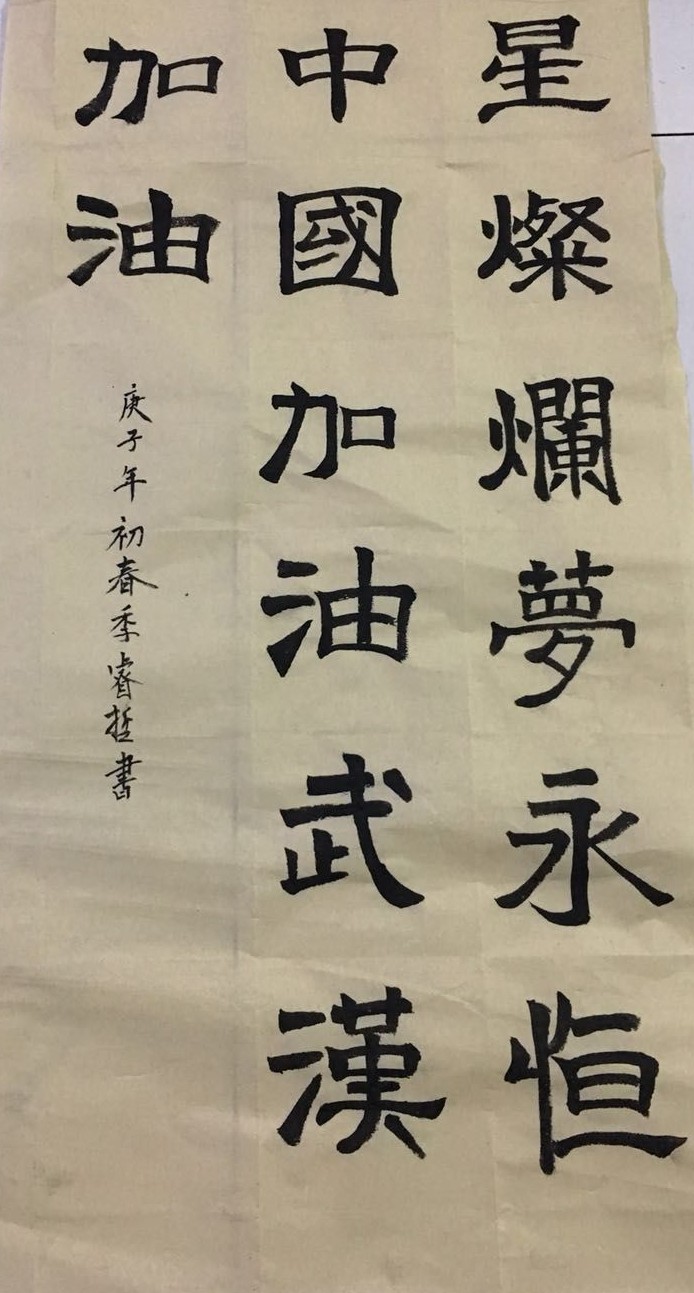 星燦爛夢永恒
中國加油武漢
加油
庚子年初春季睿哲書